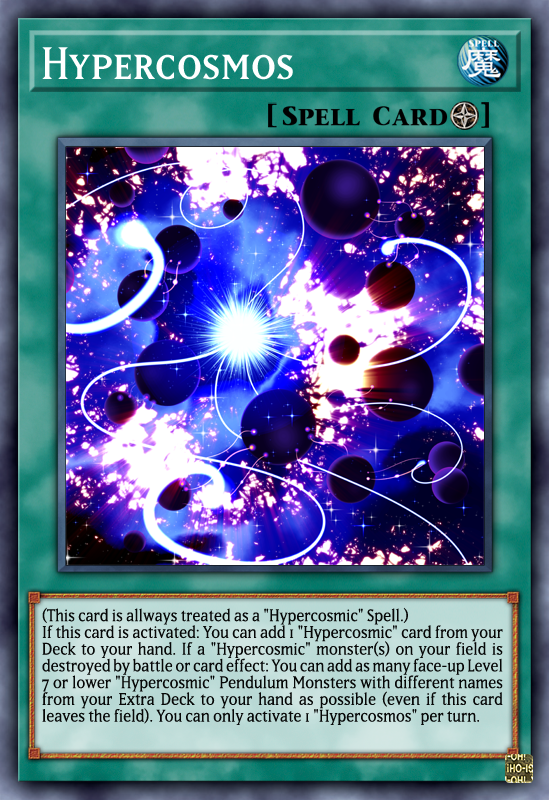 HYPERCOSMOS
SPELL
魔
[SPELL CARD]
(This card is allways treated as a "Hypercosmic" Spell.)
If this card is activated: You can add 1 "Hypercosmic" card from your
Deck to your hand. If a "Hypercosmic" monster(s) on your field is
destroyed by battle or card effect: You can add as many face-up Level
7 or lower "Hypercosmic" Pendulum Monsters with different names
from your Extra Deck to your hand as possible (even if this card
leaves the field). You can only activate 1 "Hypercosmos" per turn.